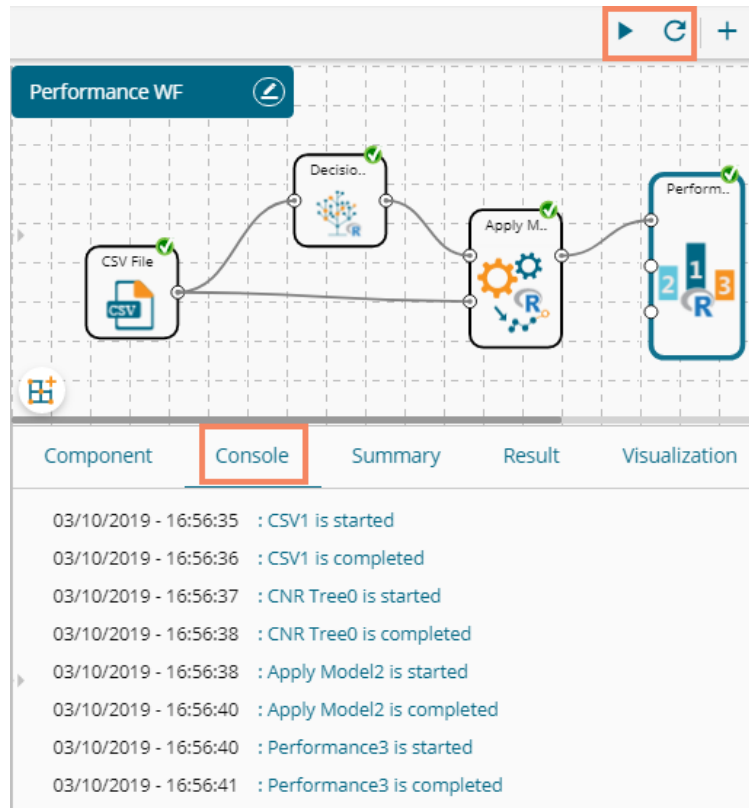 Performance WF
Decisio..
Perform..
Apply M..
CSV File
CSV
R
R
2 1 3
R
Component Console Summary Result Visualization
03/10/2019 - 16:56:35 : CSV1 is started
03/10/2019 - 16:56:36 : CSV1 is completed
03/10/2019 - 16:56:37 : CNR Tree0 is started
03/10/2019 - 16:56:38 : CNR Tree0 is completed
03/10/2019 - 16:56:38 : Apply Model2 is started
03/10/2019 - 16:56:40 : Apply Model2 is completed
03/10/2019 - 16:56:40 : Performance3 is started
03/10/2019 - 16:56:41 : Performance3 is completed